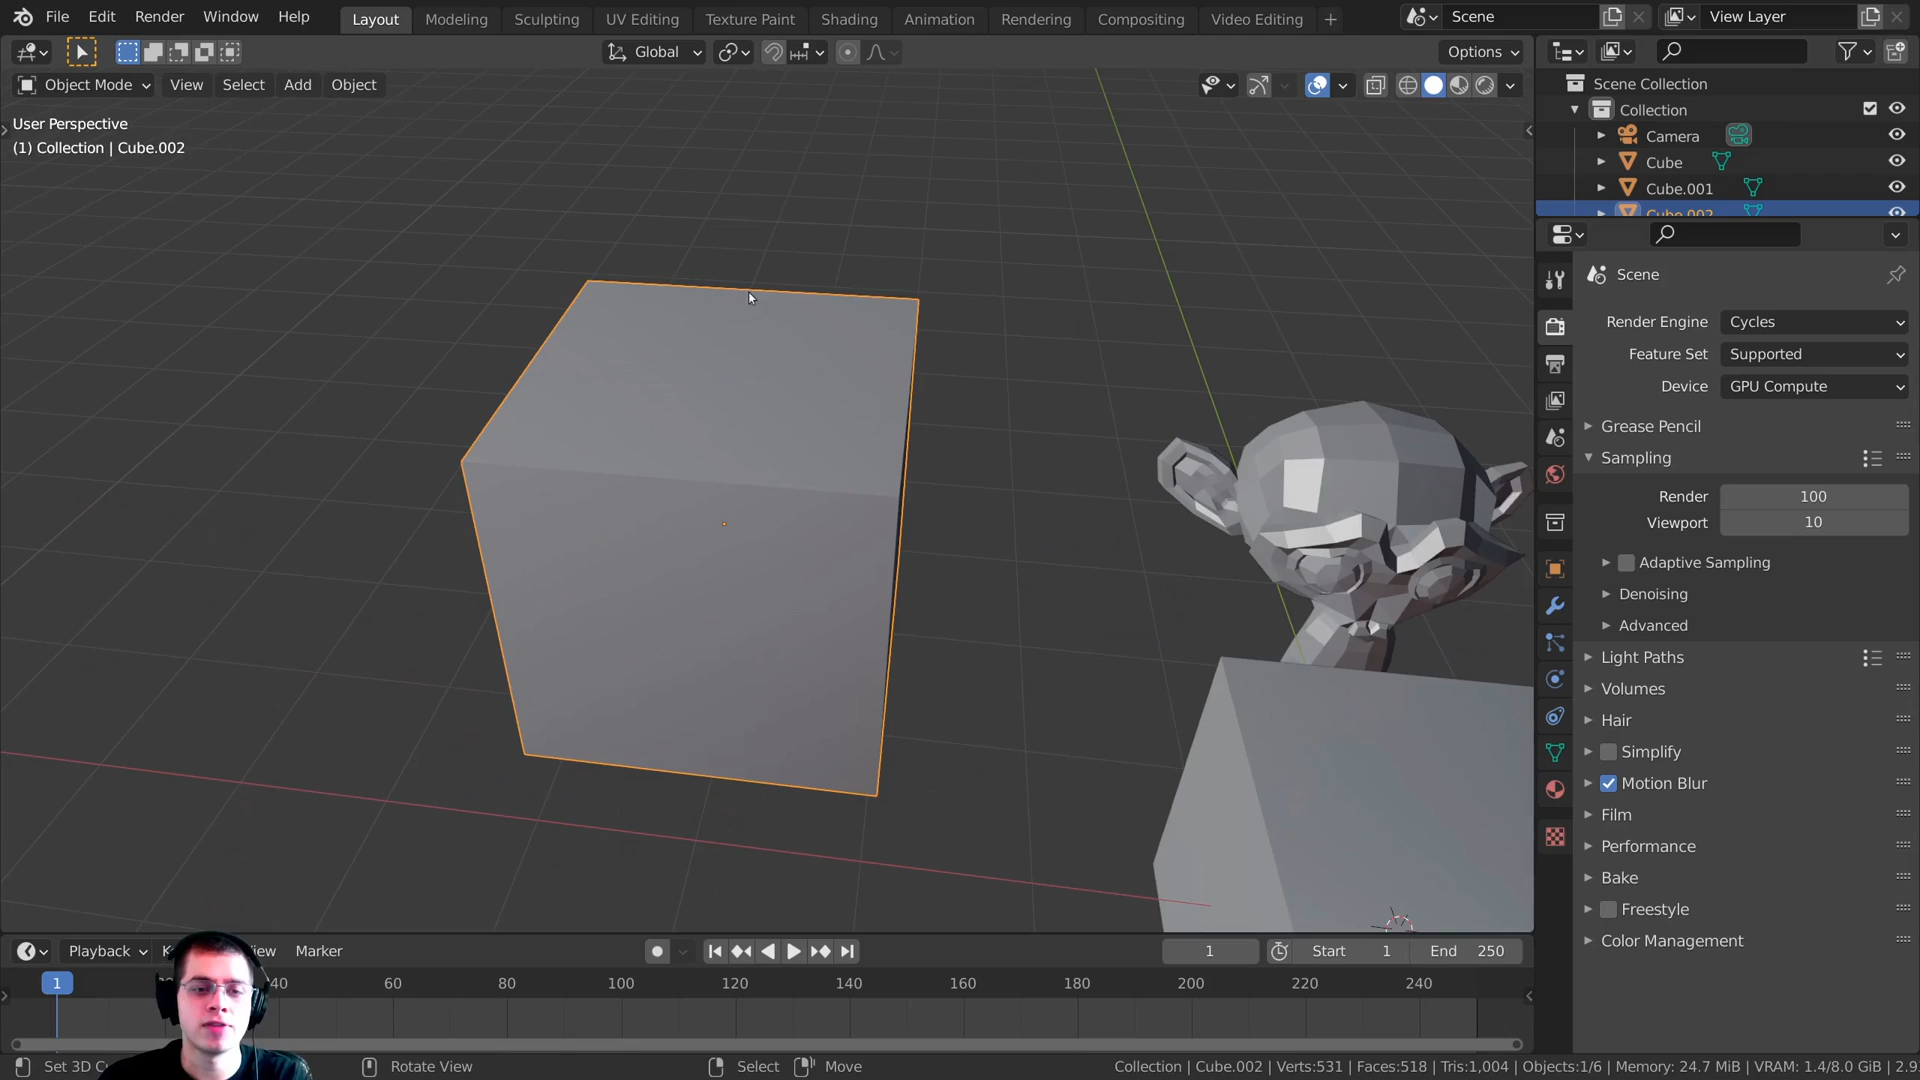 File Edit Render Window Help Layout Modeling Sculpting UV Editing Texture Paint Shading Animation Rendering Compositing Video Editing + Scene View Layer
Global Options
Object Mode View Select Add Object
User Perspective
(1) Collection | Cube.002
Scene Collection
Collection
Camera
Cube
Cube.001
Cube.002
Scene
Render Engine Cycles
Feature Set Supported
Device GPU Compute
Grease Pencil
Sampling
Render 100
Viewport 10
Adaptive Sampling
Denoising
Advanced
Light Paths
Volumes
Hair
Simplify
Motion Blur
Film
Performance
Bake
Freestyle
Color Management
Playback Marker 1 Start 1 End 250
1 40 60 80 100 120 140 160 180 200 220 240
Set 3D Rotate View Select Move Collection | Cube.002 | Verts:531 | Faces:518 | Tris:1,004 | Objects:1/6 | Memory: 24.7 MiB | VRAM: 1.4/8.0 GiB | 2.9